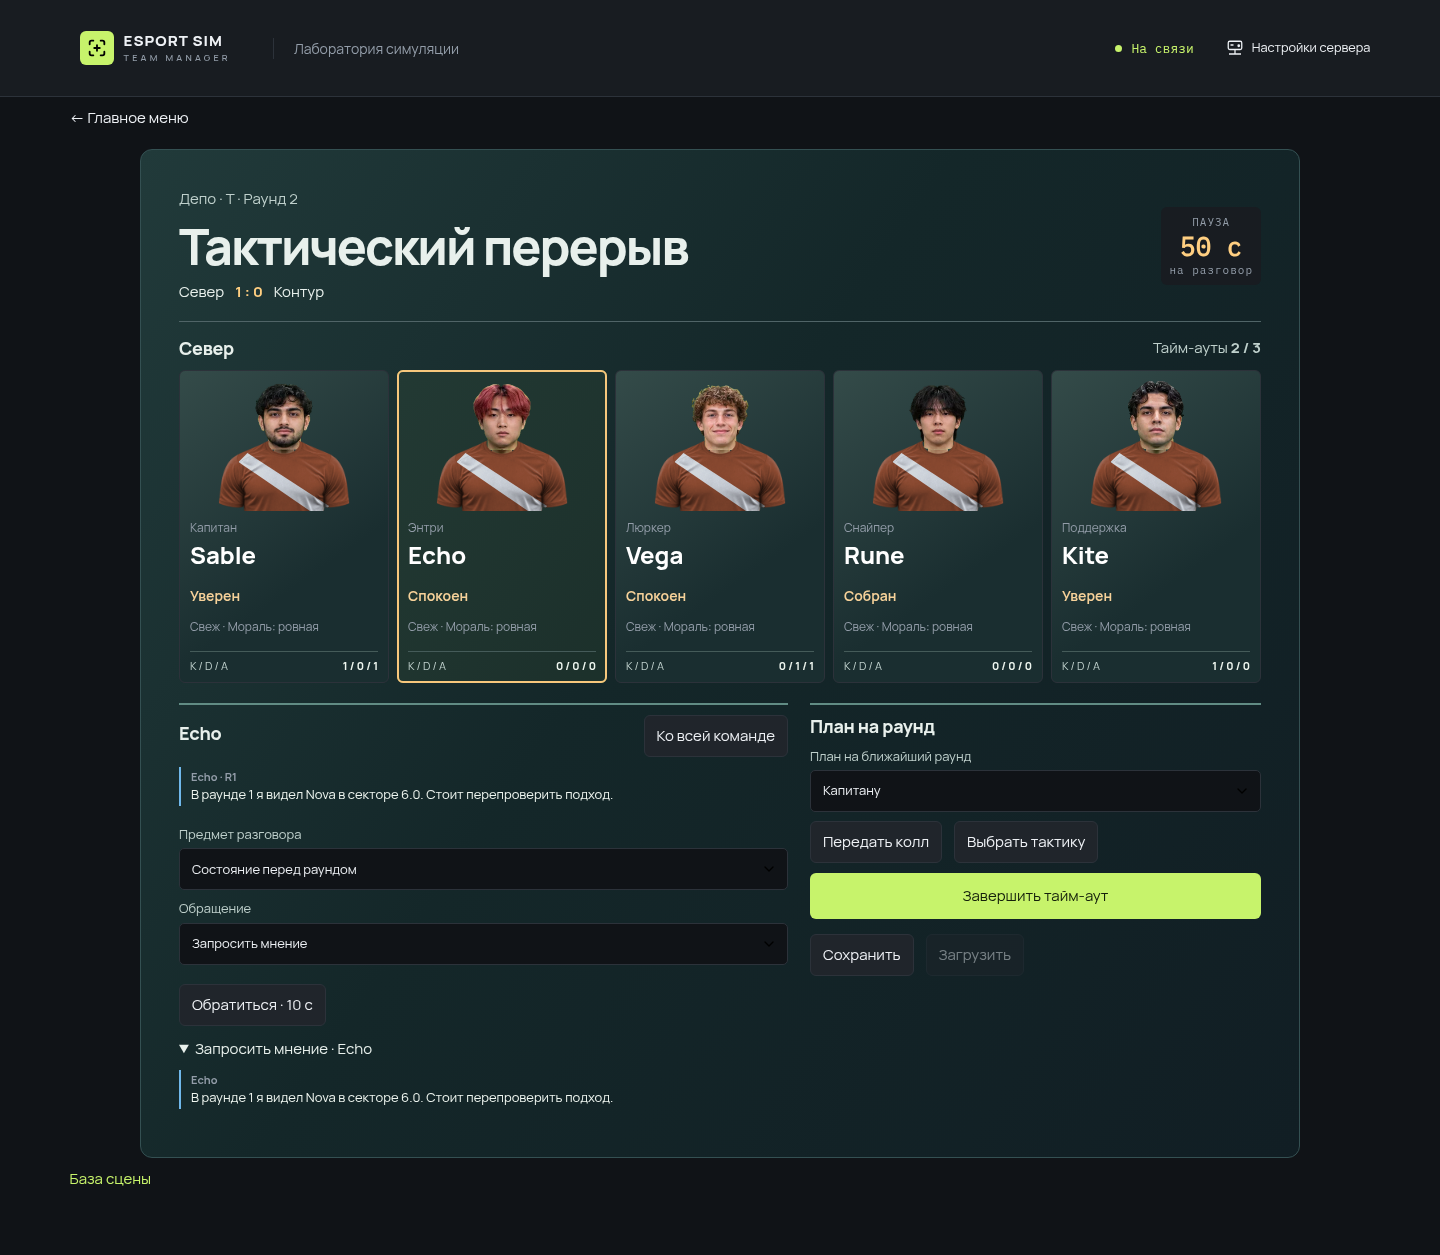 ESPORT SIM
TEAM MANAGER
Лаборатория симуляции
На связи
Настройки сервера
← Главное меню
Депо · T · Раунд 2
Тактический перерыв
Север 1 : 0 Контур
ПАУЗА
50 с
на разговор
Север
Тайм-ауты 2 / 3
Капитан
Sable
Уверен
Свеж · Мораль: ровная
K/D/A 1/0/1
Энтри
Echo
Спокоен
Свеж · Мораль: ровная
K/D/A 0/0/0
Люркер
Vega
Спокоен
Свеж · Мораль: ровная
K/D/A 0/1/1
Снайпер
Rune
Собран
Свеж · Мораль: ровная
K/D/A 0/0/0
Поддержка
Kite
Уверен
Свеж · Мораль: ровная
K/D/A 1/0/0
Echo
Ко всей команде
Echo · R1
В раунде 1 я видел Nova в секторе 6.0. Стоит перепроверить подход.
Предмет разговора
Состояние перед раундом
Обращение
Запросить мнение
Обратиться · 10 с
▼ Запросить мнение · Echo
Echo
В раунде 1 я видел Nova в секторе 6.0. Стоит перепроверить подход.
План на раунд
План на ближайший раунд
Капитану
Передать колл
Выбрать тактику
Завершить тайм-аут
Сохранить
Загрузить
База сцены